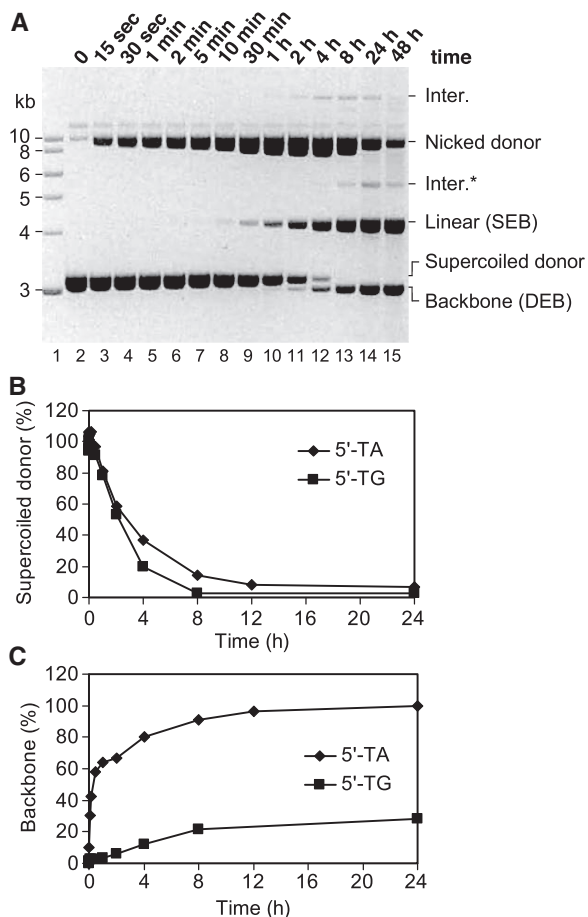 A
0 15 sec 30 sec 1 min 2 min 5 min 10 min 30 min 1 h 2 h 4 h 8 h 24 h 48 h time
kb
Inter.
10
Nicked donor
8
6
Inter.*
5
4
Linear (SEB)
Supercoiled donor
3
Backbone (DEB)
1 2 3 4 5 6 7 8 9 10 11 12 13 14 15
B
120
100
80
60
40
20
0
Supercoiled donor (%)
5'-TA
5'-TG
0 4 8 12 16 20 24
Time (h)
C
120
100
80
60
40
20
0
Backbone (%)
5'-TA
5'-TG
0 4 8 12 16 20 24
Time (h)